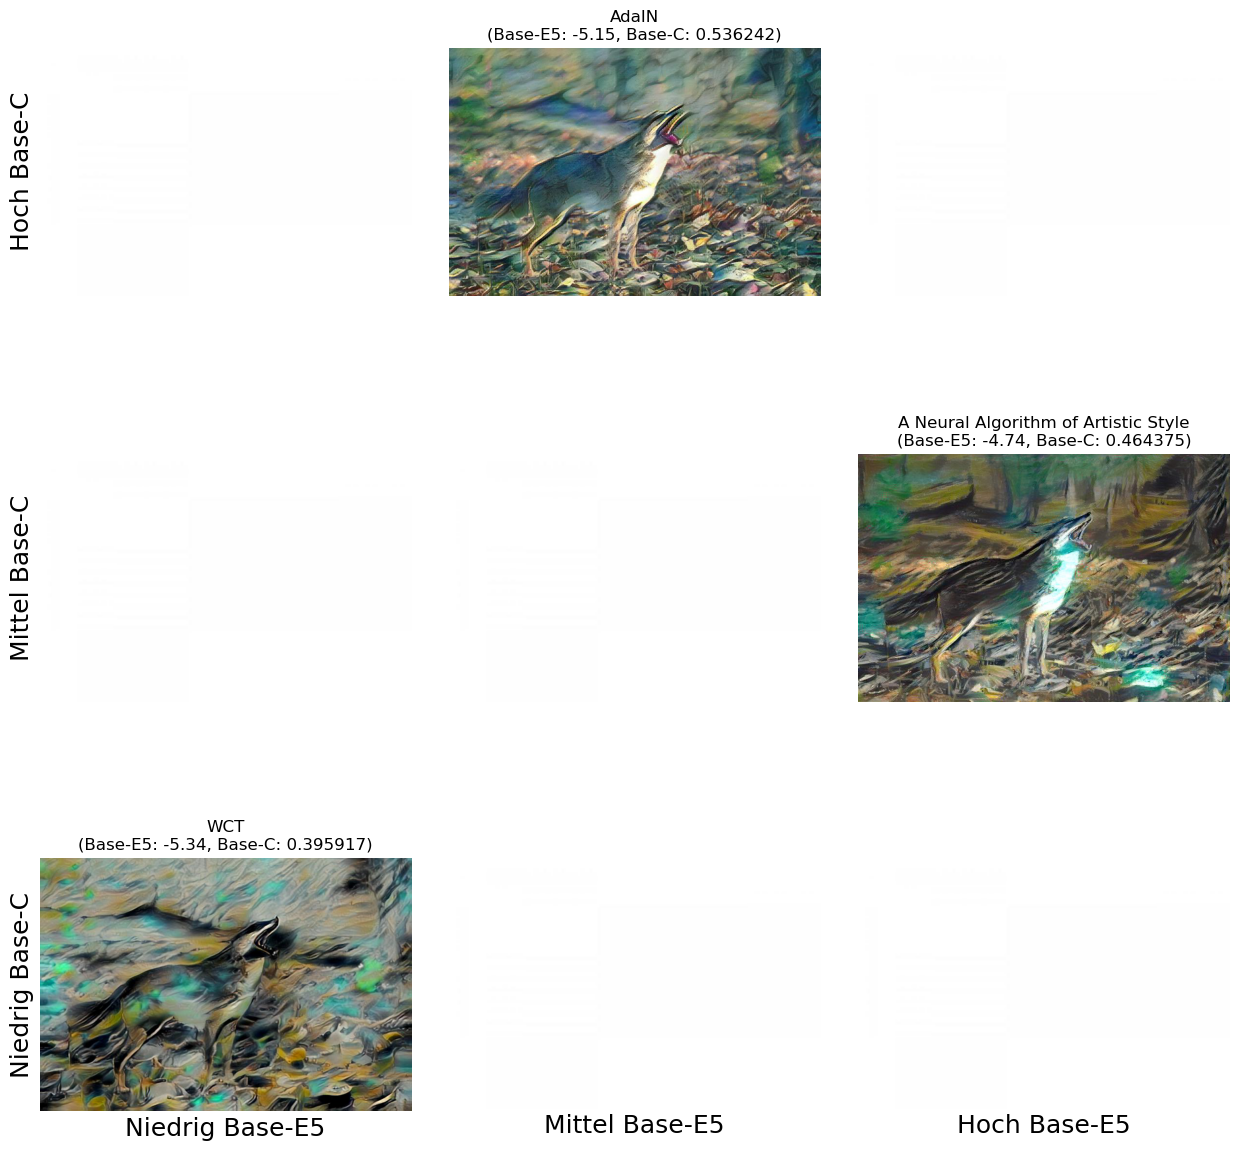 AdaIN
(Base-E5: -5.15, Base-C: 0.536242)
Hoch Base-C
A Neural Algorithm of Artistic Style
(Base-E5: -4.74, Base-C: 0.464375)
Mittel Base-C
WCT
(Base-E5: -5.34, Base-C: 0.395917)
Niedrig Base-C
Niedrig Base-E5
Mittel Base-E5
Hoch Base-E5